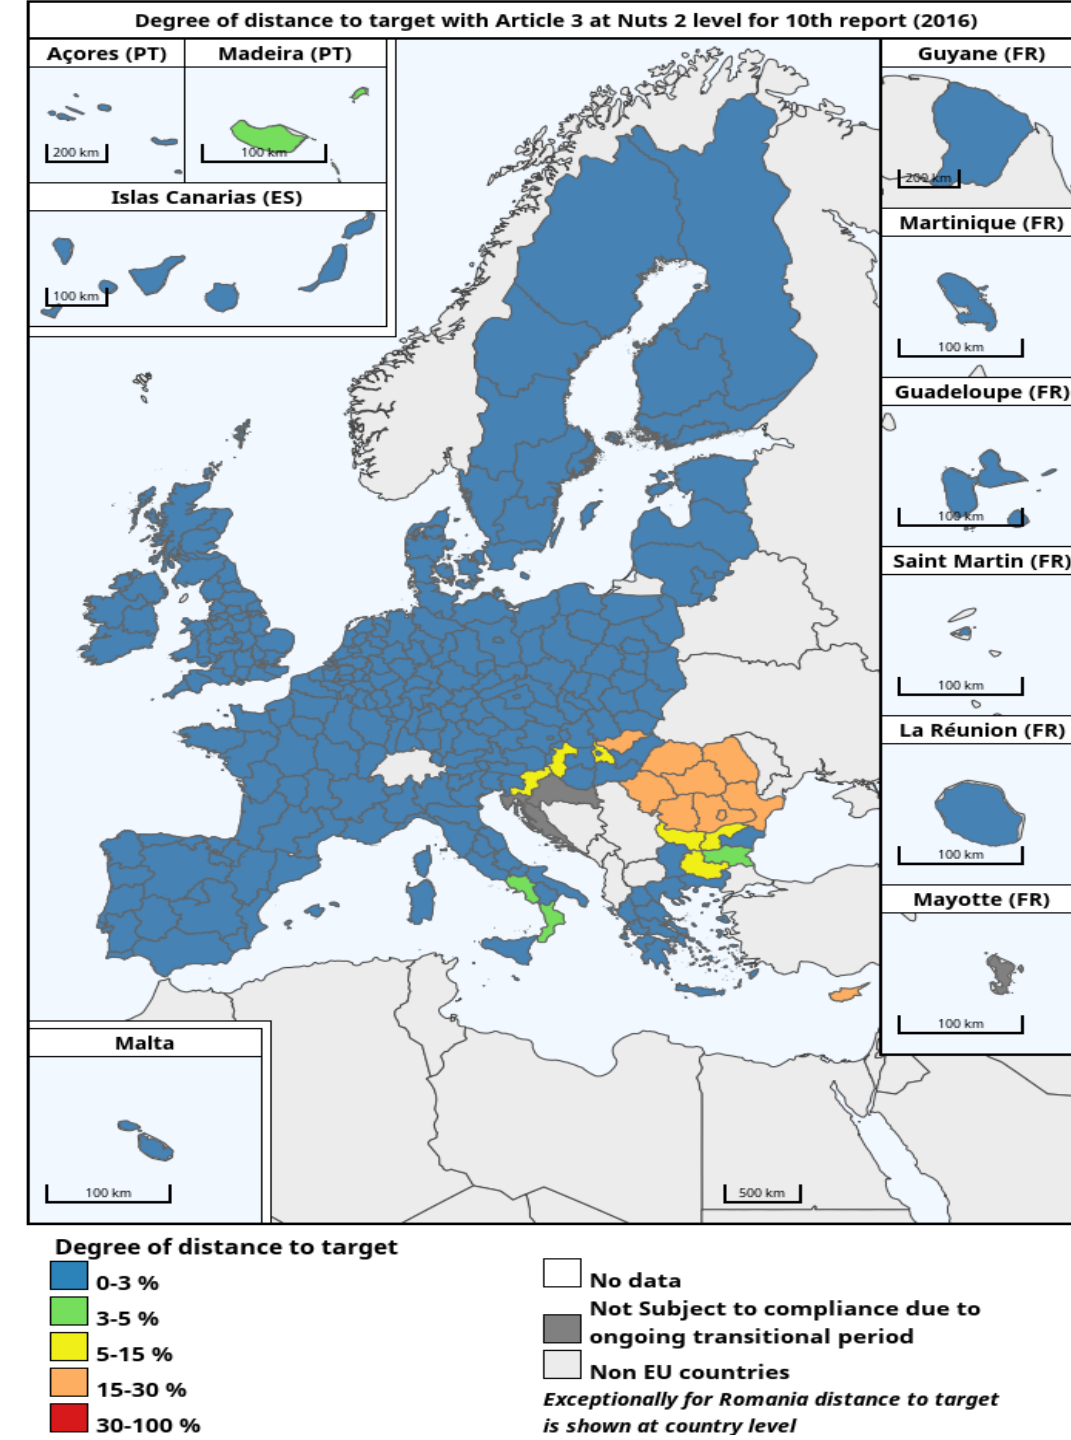 Degree of distance to target with Article 3 at Nuts 2 level for 10th report (2016)
Açores (PT)
Madeira (PT)
200 km
100 km
Islas Canarias (ES)
100 km
Guyane (FR)
200 km
Martinique (FR)
100 km
Guadeloupe (FR)
100 km
Saint Martin (FR)
100 km
La Réunion (FR)
100 km
Mayotte (FR)
100 km
Malta
100 km
500 km
Degree of distance to target
0-3 %
3-5 %
5-15 %
15-30 %
30-100 %
No data
Not Subject to compliance due to
ongoing transitional period
Non EU countries
Exceptionally for Romania distance to target
is shown at country level